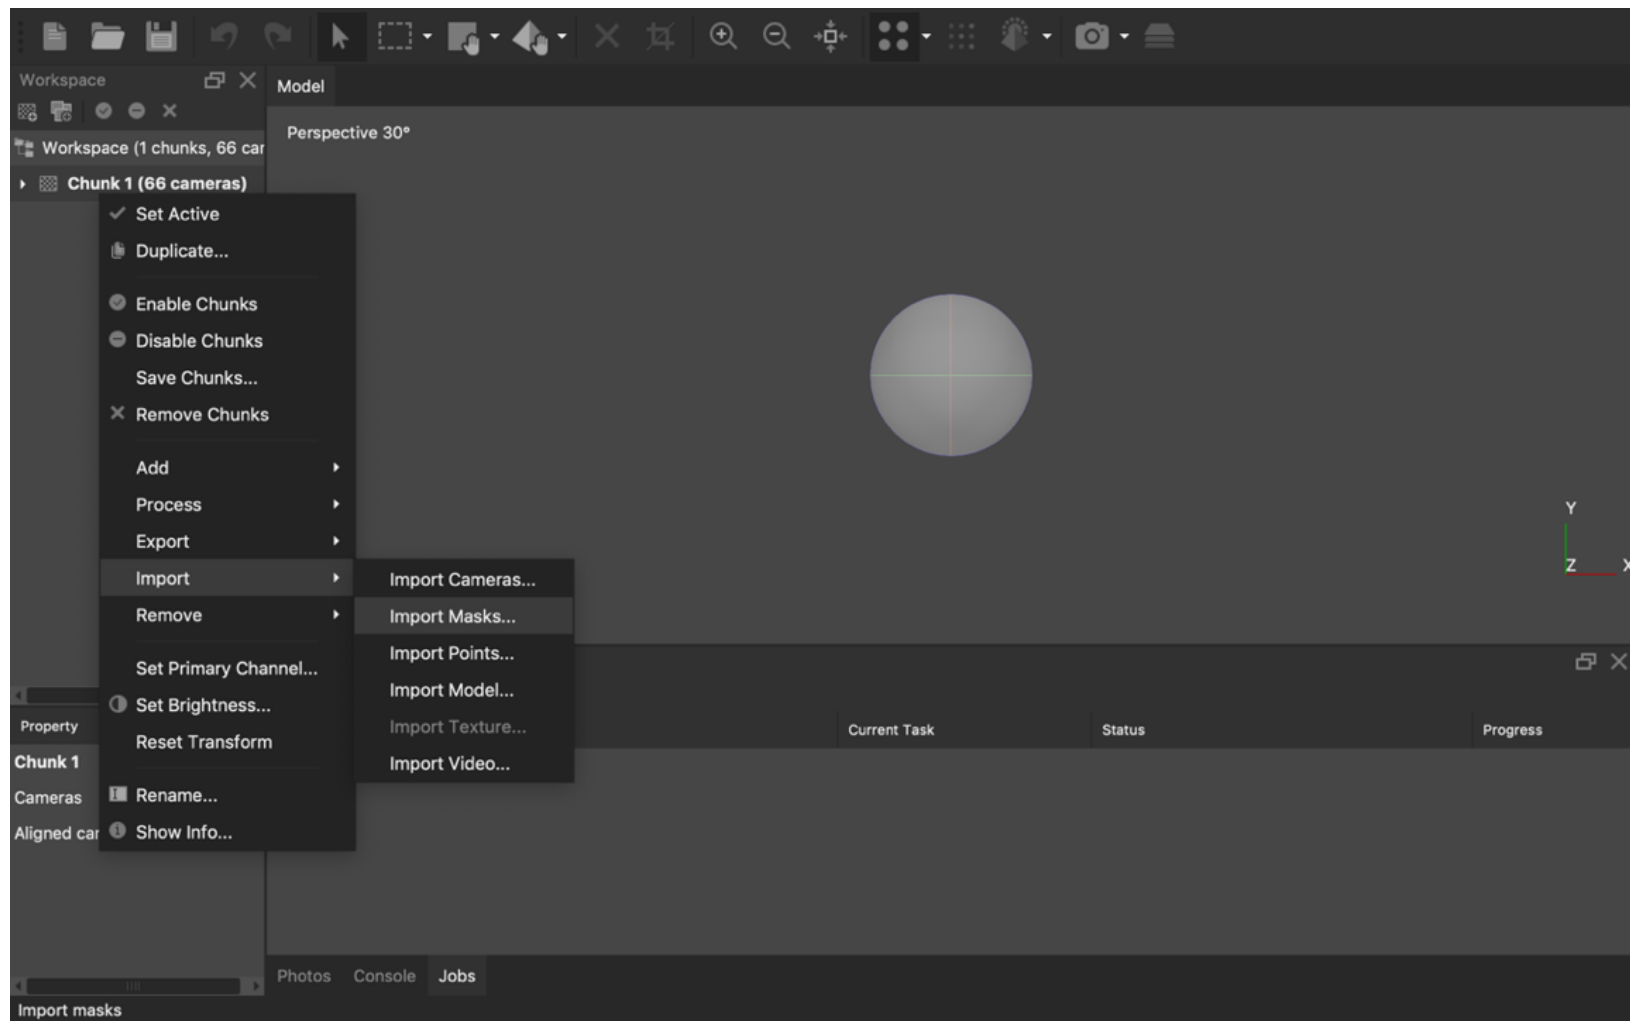 Workspace
Model
Perspective 30°
Workspace (1 chunks, 66 car
Chunk 1 (66 cameras)
Set Active
Duplicate...
Enable Chunks
Disable Chunks
Save Chunks...
Remove Chunks
Add
Process
Export
Import
Remove
Set Primary Channel...
Set Brightness...
Reset Transform
Rename...
Show Info...
Import Cameras...
Import Masks...
Import Points...
Import Model...
Import Texture...
Import Video...
Y
Z X
Property
Chunk 1
Cameras
Aligned car
Current Task Status Progress
Photos Console Jobs
Import masks